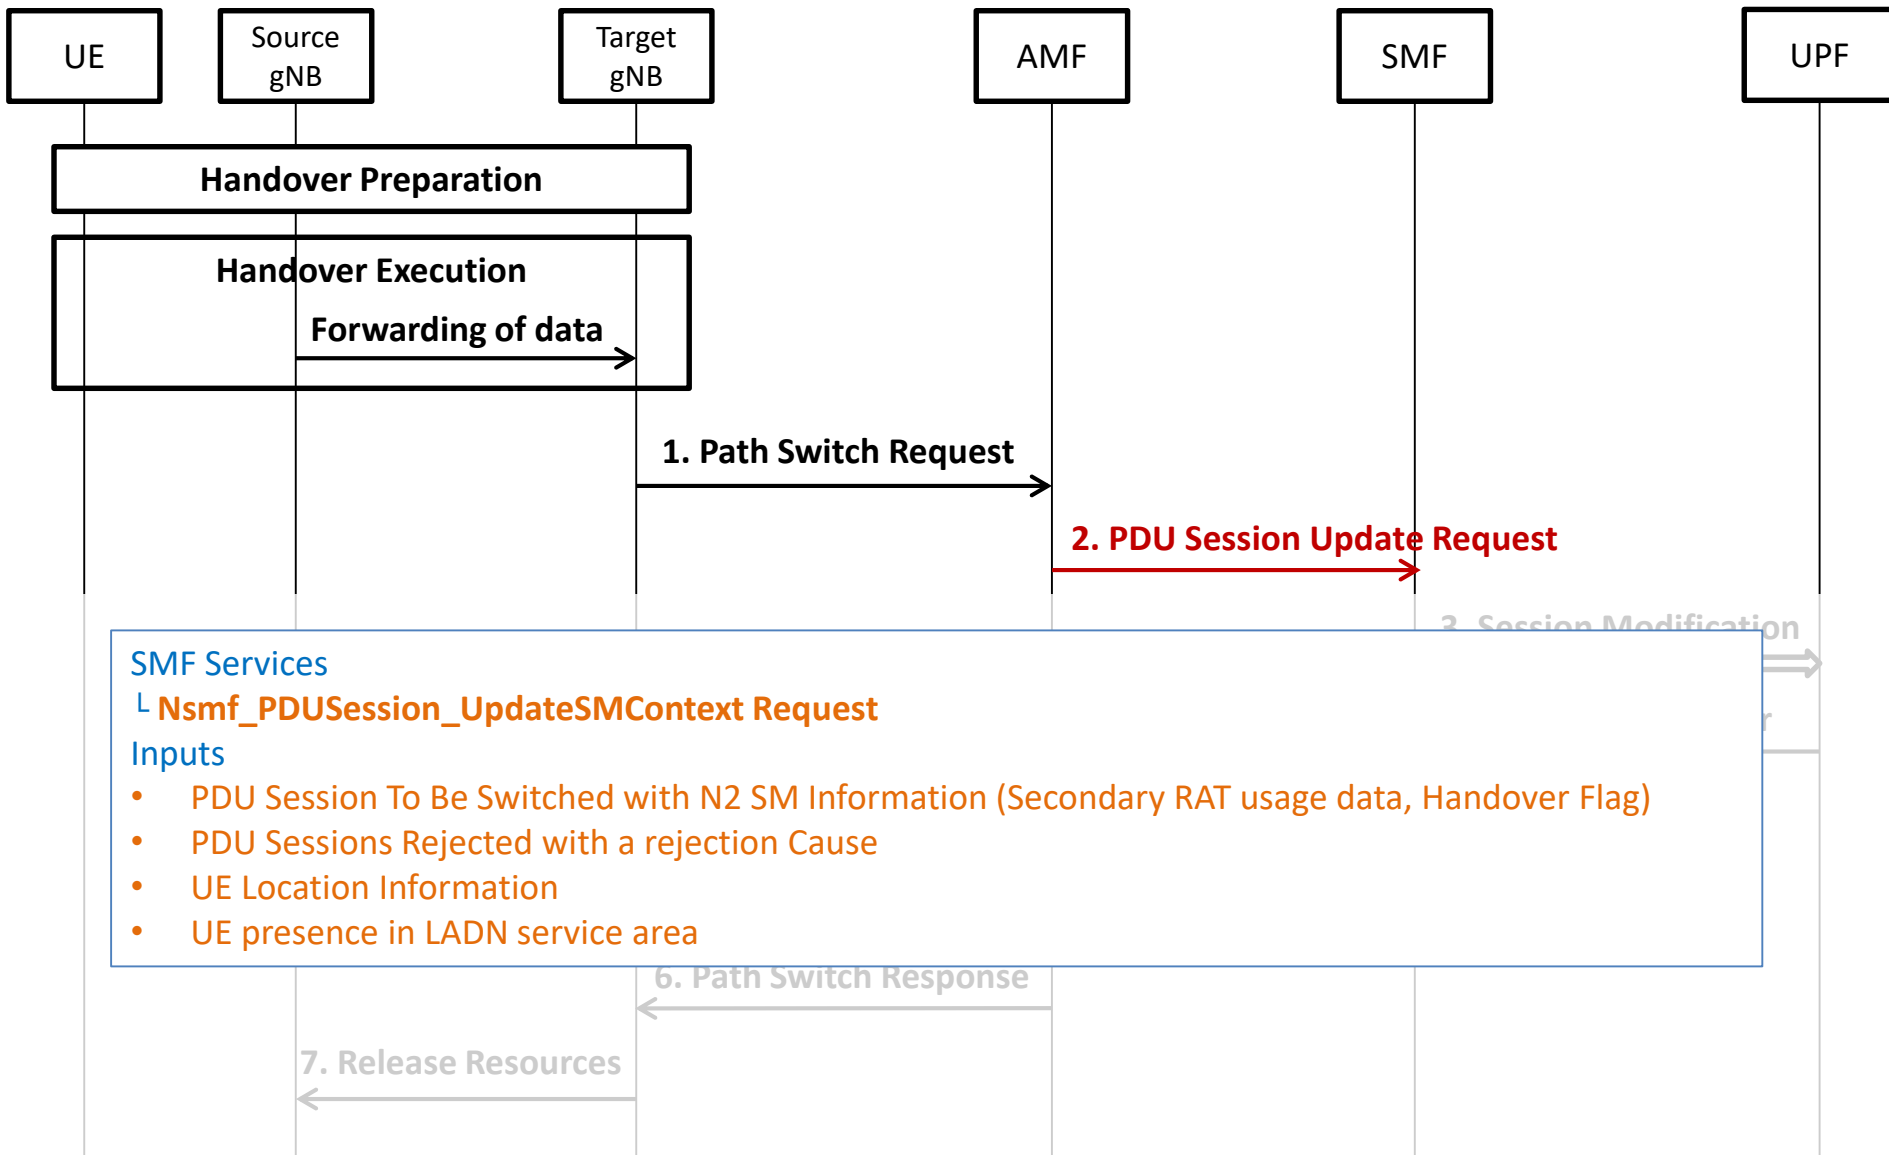 UE
Source
gNB
Target
gNB
AMF
SMF
UPF
Handover Preparation
Handover Execution
Forwarding of data
1. Path Switch Request
2. PDU Session Update Request
3. Session Modification
SMF Services
└ Nsmf_PDUSession_UpdateSMContext Request
Inputs
• PDU Session To Be Switched with N2 SM Information (Secondary RAT usage data, Handover Flag)
• PDU Sessions Rejected with a rejection Cause
• UE Location Information
• UE presence in LADN service area
6. Path Switch Response
7. Release Resources